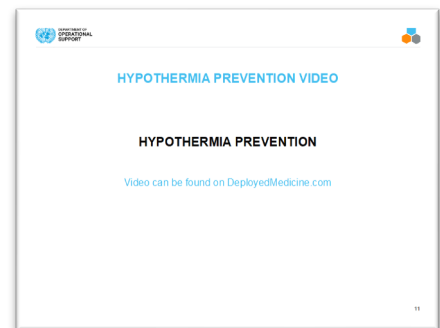 DEPARTMENT OF
OPERATIONAL
SUPPORT
HYPOTHERMIA PREVENTION VIDEO
HYPOTHERMIA PREVENTION
Video can be found on DeployedMedicine.com
11